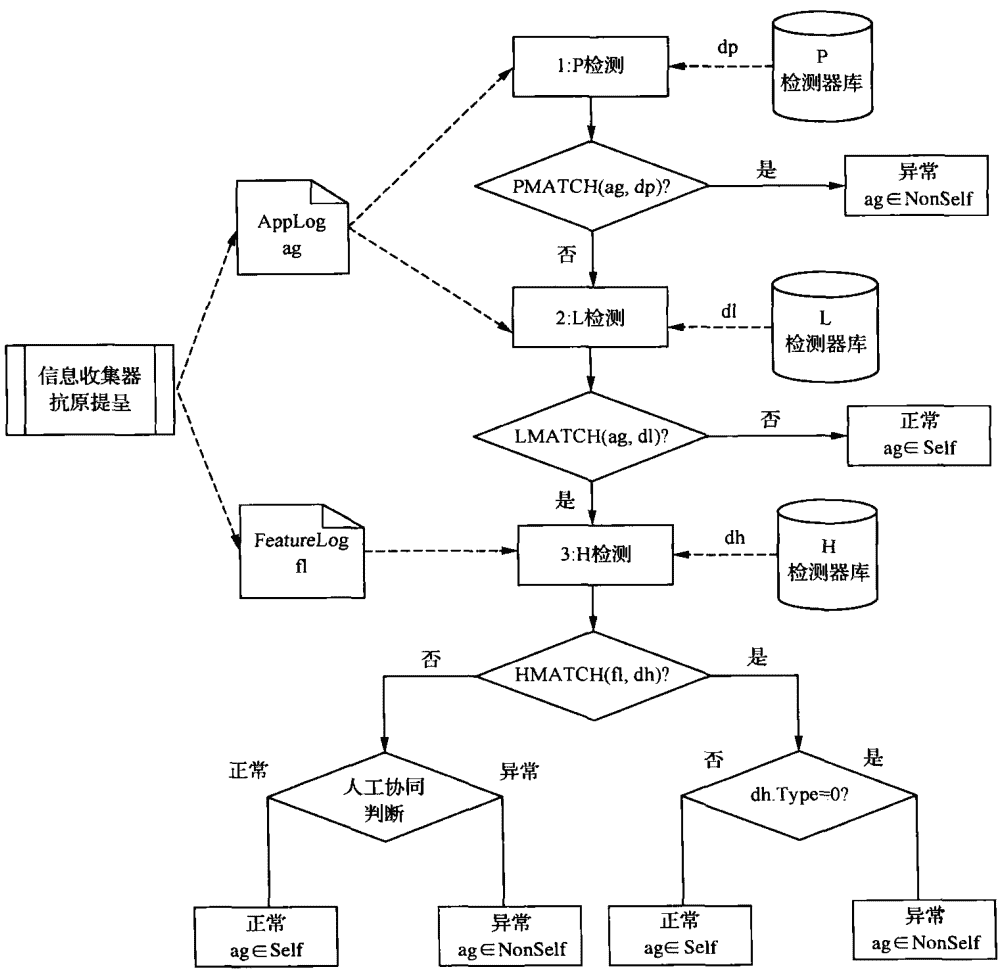 1:P检测
dp
P
检测器库
PMATCH(ag, dp)?
是
异常
ag∈NonSelf
AppLog
ag
否
2:L检测
dl
L
检测器库
信息收集器
抗原提呈
LMATCH(ag, dl)?
否
正常
ag∈Self
是
FeatureLog
fl
3:H检测
dh
H
检测器库
否
HMATCH(fl, dh)?
是
正常
人工协同
判断
异常
否
dh.Type=0?
是
正常
ag∈Self
异常
ag∈NonSelf
正常
ag∈Self
异常
ag∈NonSelf